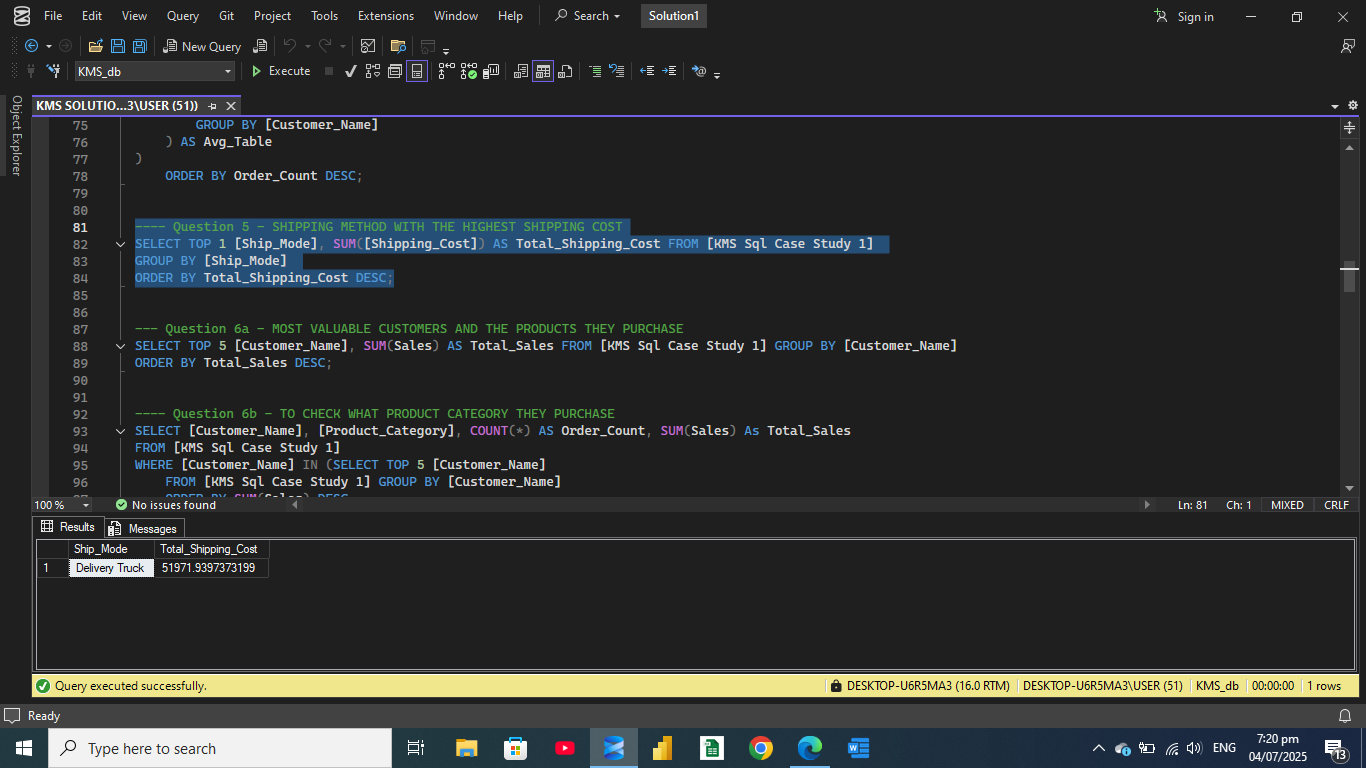 File Edit View Query Git Project Tools Extensions Window Help Search Solution1 Sign in
New Query
KMS_db Execute
Object Explorer
KMS SOLUTIO...3\USER (51))
75 GROUP BY [Customer_Name]
76 ) AS Avg_Table
77 )
78 ORDER BY Order_Count DESC;
79
80
81 ---- Question 5 - SHIPPING METHOD WITH THE HIGHEST SHIPPING COST
82 SELECT TOP 1 [Ship_Mode], SUM([Shipping_Cost]) AS Total_Shipping_Cost FROM [KMS Sql Case Study 1]
83 GROUP BY [Ship_Mode]
84 ORDER BY Total_Shipping_Cost DESC;
85
86
87 --- Question 6a - MOST VALUABLE CUSTOMERS AND THE PRODUCTS THEY PURCHASE
88 SELECT TOP 5 [Customer_Name], SUM(Sales) AS Total_Sales FROM [KMS Sql Case Study 1] GROUP BY [Customer_Name]
89 ORDER BY Total_Sales DESC;
90
91
92 ---- Question 6b - TO CHECK WHAT PRODUCT CATEGORY THEY PURCHASE
93 SELECT [Customer_Name], [Product_Category], COUNT(*) AS Order_Count, SUM(Sales) As Total_Sales
94 FROM [KMS Sql Case Study 1]
95 WHERE [Customer_Name] IN (SELECT TOP 5 [Customer_Name]
96 FROM [KMS Sql Case Study 1] GROUP BY [Customer_Name]
97 ORDER BY SUM(Sales) DESC
100 % No issues found Ln: 81 Ch: 1 MIXED CRLF
Results Messages
Ship_Mode Total_Shipping_Cost
1 Delivery Truck 51971.9397373199
Query executed successfully. DESKTOP-U6R5MA3 (16.0 RTM) DESKTOP-U6R5MA3\USER (51) KMS_db 00:00:00 1 rows
Ready
Type here to search ENG 7:20 pm
04/07/2025 13